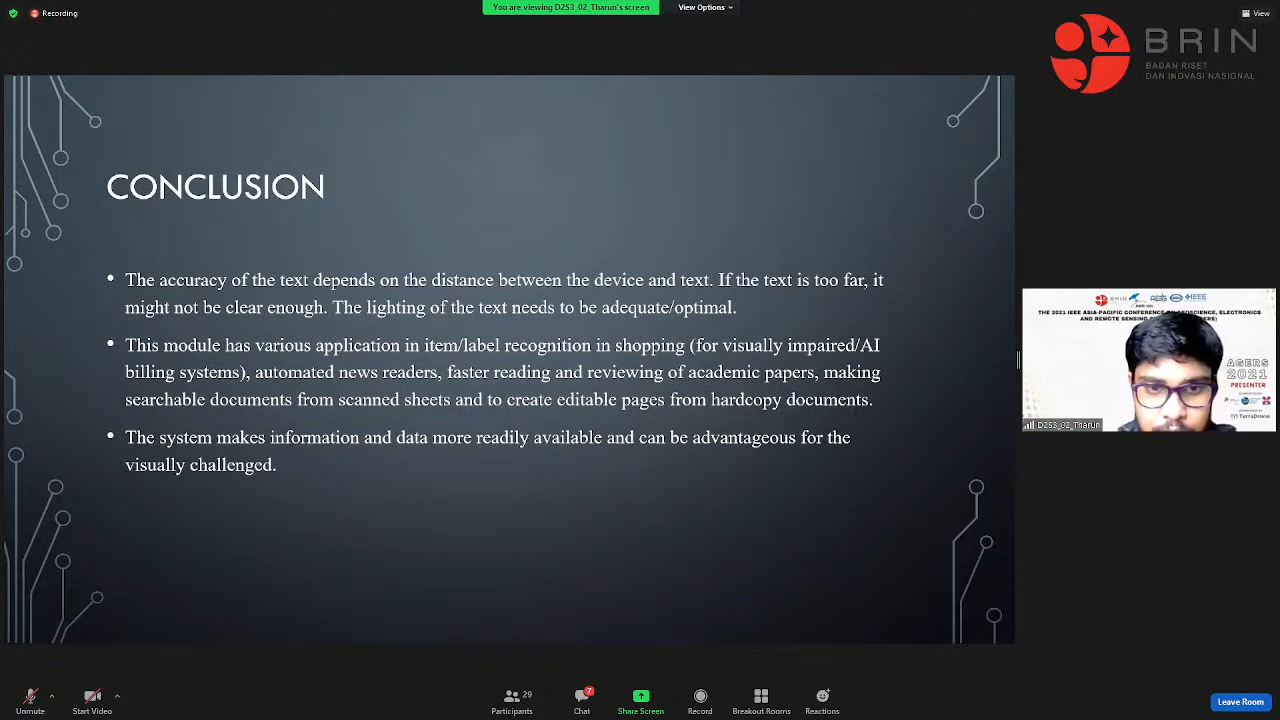 Recording
You are viewing D2S3_02_Tharun's screen
View Options
View
BRIN
BADAN RISET
DAN INOVASI NASIONAL
CONCLUSION
The accuracy of the text depends on the distance between the device and text. If the text is too far, it
might not be clear enough. The lighting of the text needs to be adequate/optimal.
This module has various application in item/label recognition in shopping (for visually impaired/AI
billing systems), automated news readers, faster reading and reviewing of academic papers, making
searchable documents from scanned sheets and to create editable pages from hardcopy documents.
The system makes information and data more readily available and can be advantageous for the
visually challenged.
BRIN
IEEE
THE 2021 IEEE ASIA-PACIFIC CONFERENCE
GEOSCIENCE, ELECTRONICS
AND REMOTE SENSING
AGERS
2021
PRESENTER
TerraDrone
D2S3_02_Tharun
Unmute
Start Video
29
Participants
7
Chat
Share Screen
Record
Breakout Rooms
Reactions
Leave Room